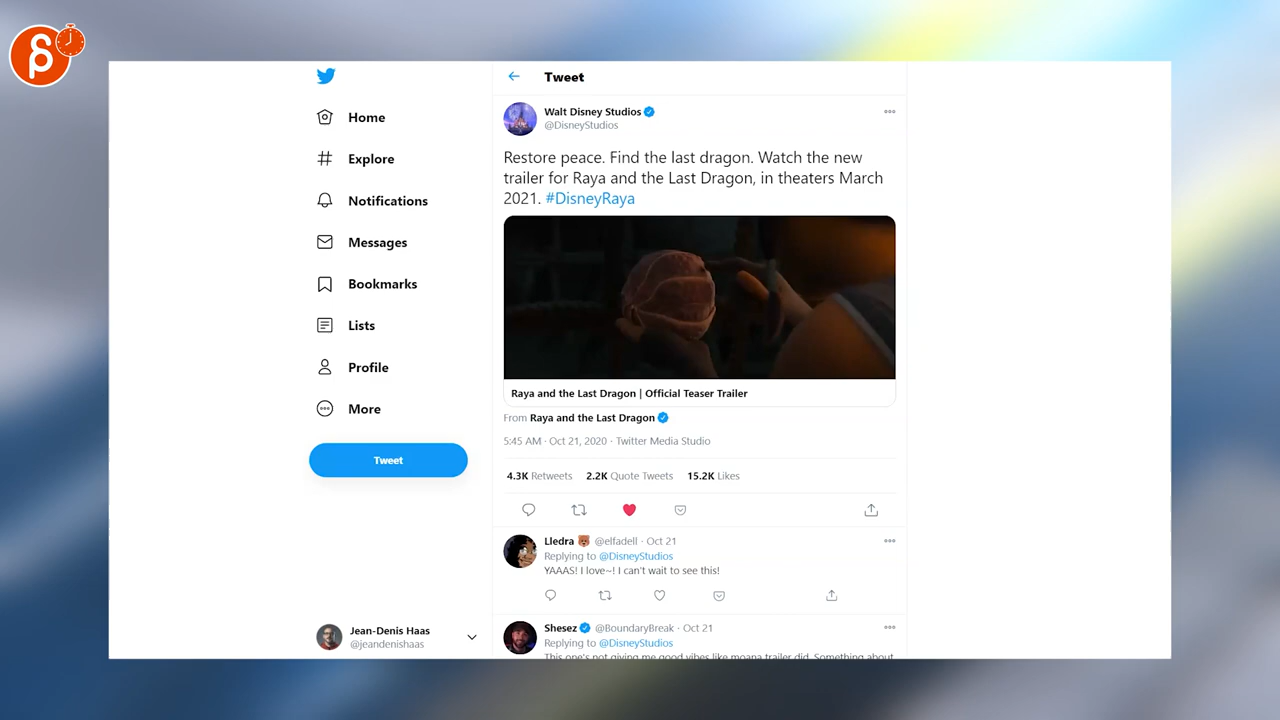 Tweet
Walt Disney Studios
@DisneyStudios
Restore peace. Find the last dragon. Watch the new
trailer for Raya and the Last Dragon, in theaters March
2021. #DisneyRaya
Raya and the Last Dragon | Official Teaser Trailer
From Raya and the Last Dragon
5:45 AM · Oct 21, 2020 · Twitter Media Studio
4.3K Retweets 2.2K Quote Tweets 15.2K Likes
Lledra 🐻 @elfadell · Oct 21
Replying to @DisneyStudios
YAAAS! I love~! I can't wait to see this!
Shesez @BoundaryBreak · Oct 21
Replying to @DisneyStudios
This one's not giving me good vibes like moana trailer did. Something about
Home
Explore
Notifications
Messages
Bookmarks
Lists
Profile
More
Tweet
Jean-Denis Haas
@jeandenishaas